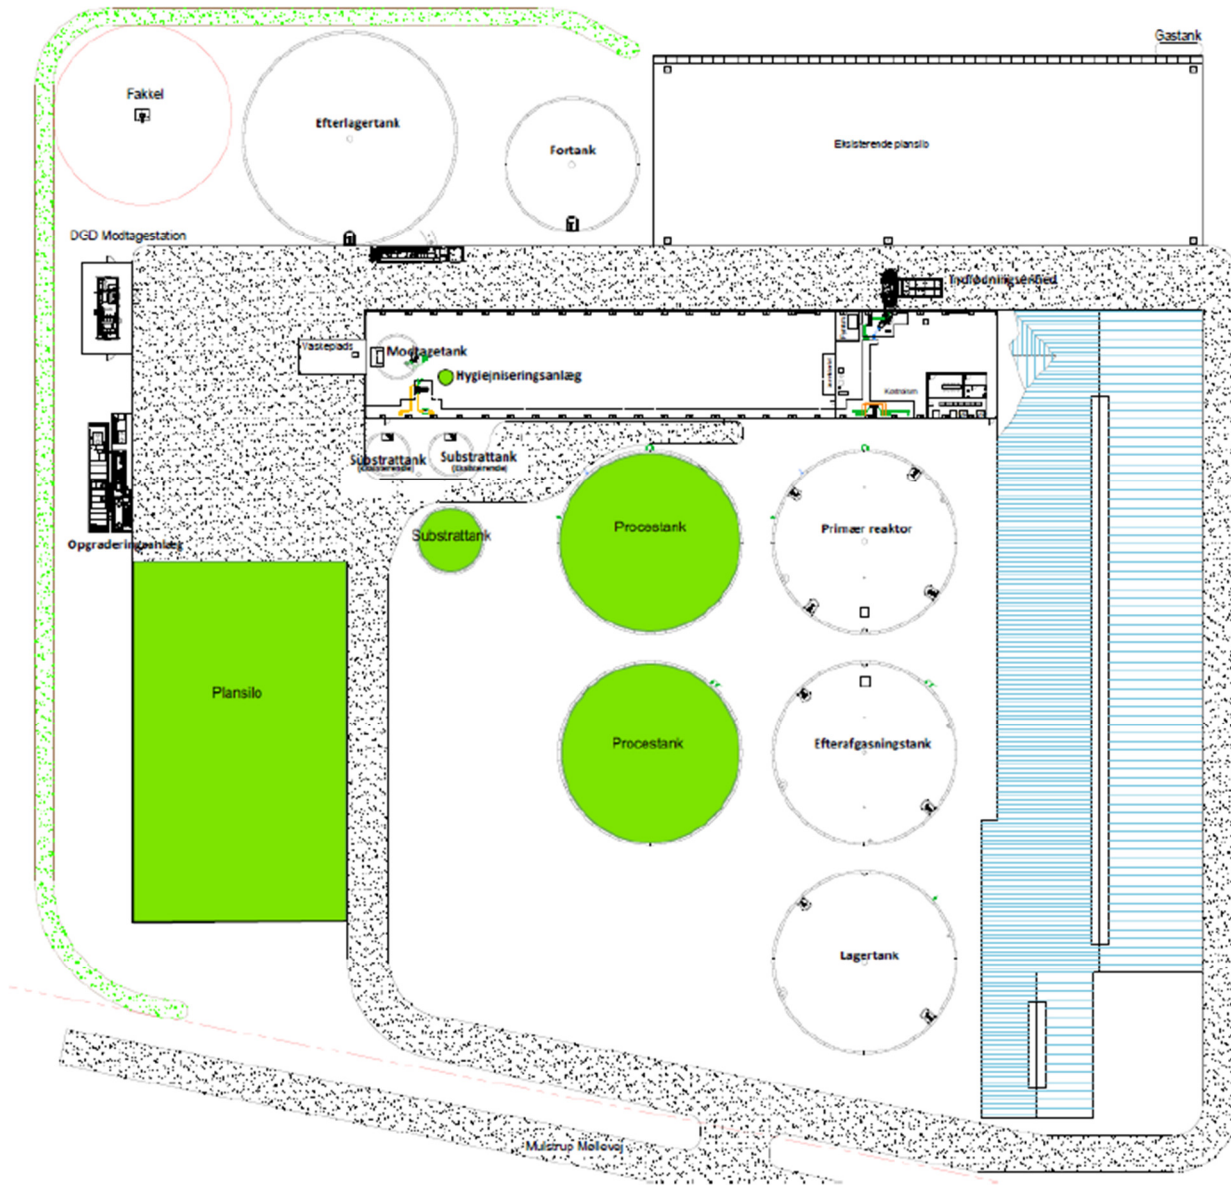 Gastank
Fakkel
Efterlagertank
Fortank
Eksisterende plansilo
DGD Modtagestation
Indfødningsenhed
Vaskeplads
Modtagetank
Hygiejniseringsanlæg
Substrattank
(Eksisterende)
Substrattank
(Eksisterende)
Opgraderingsanlæg
Substrattank
Procestank
Primær reaktor
Plansilo
Procestank
Efterafgasningstank
Lagertank
Mulstrup Møllevej